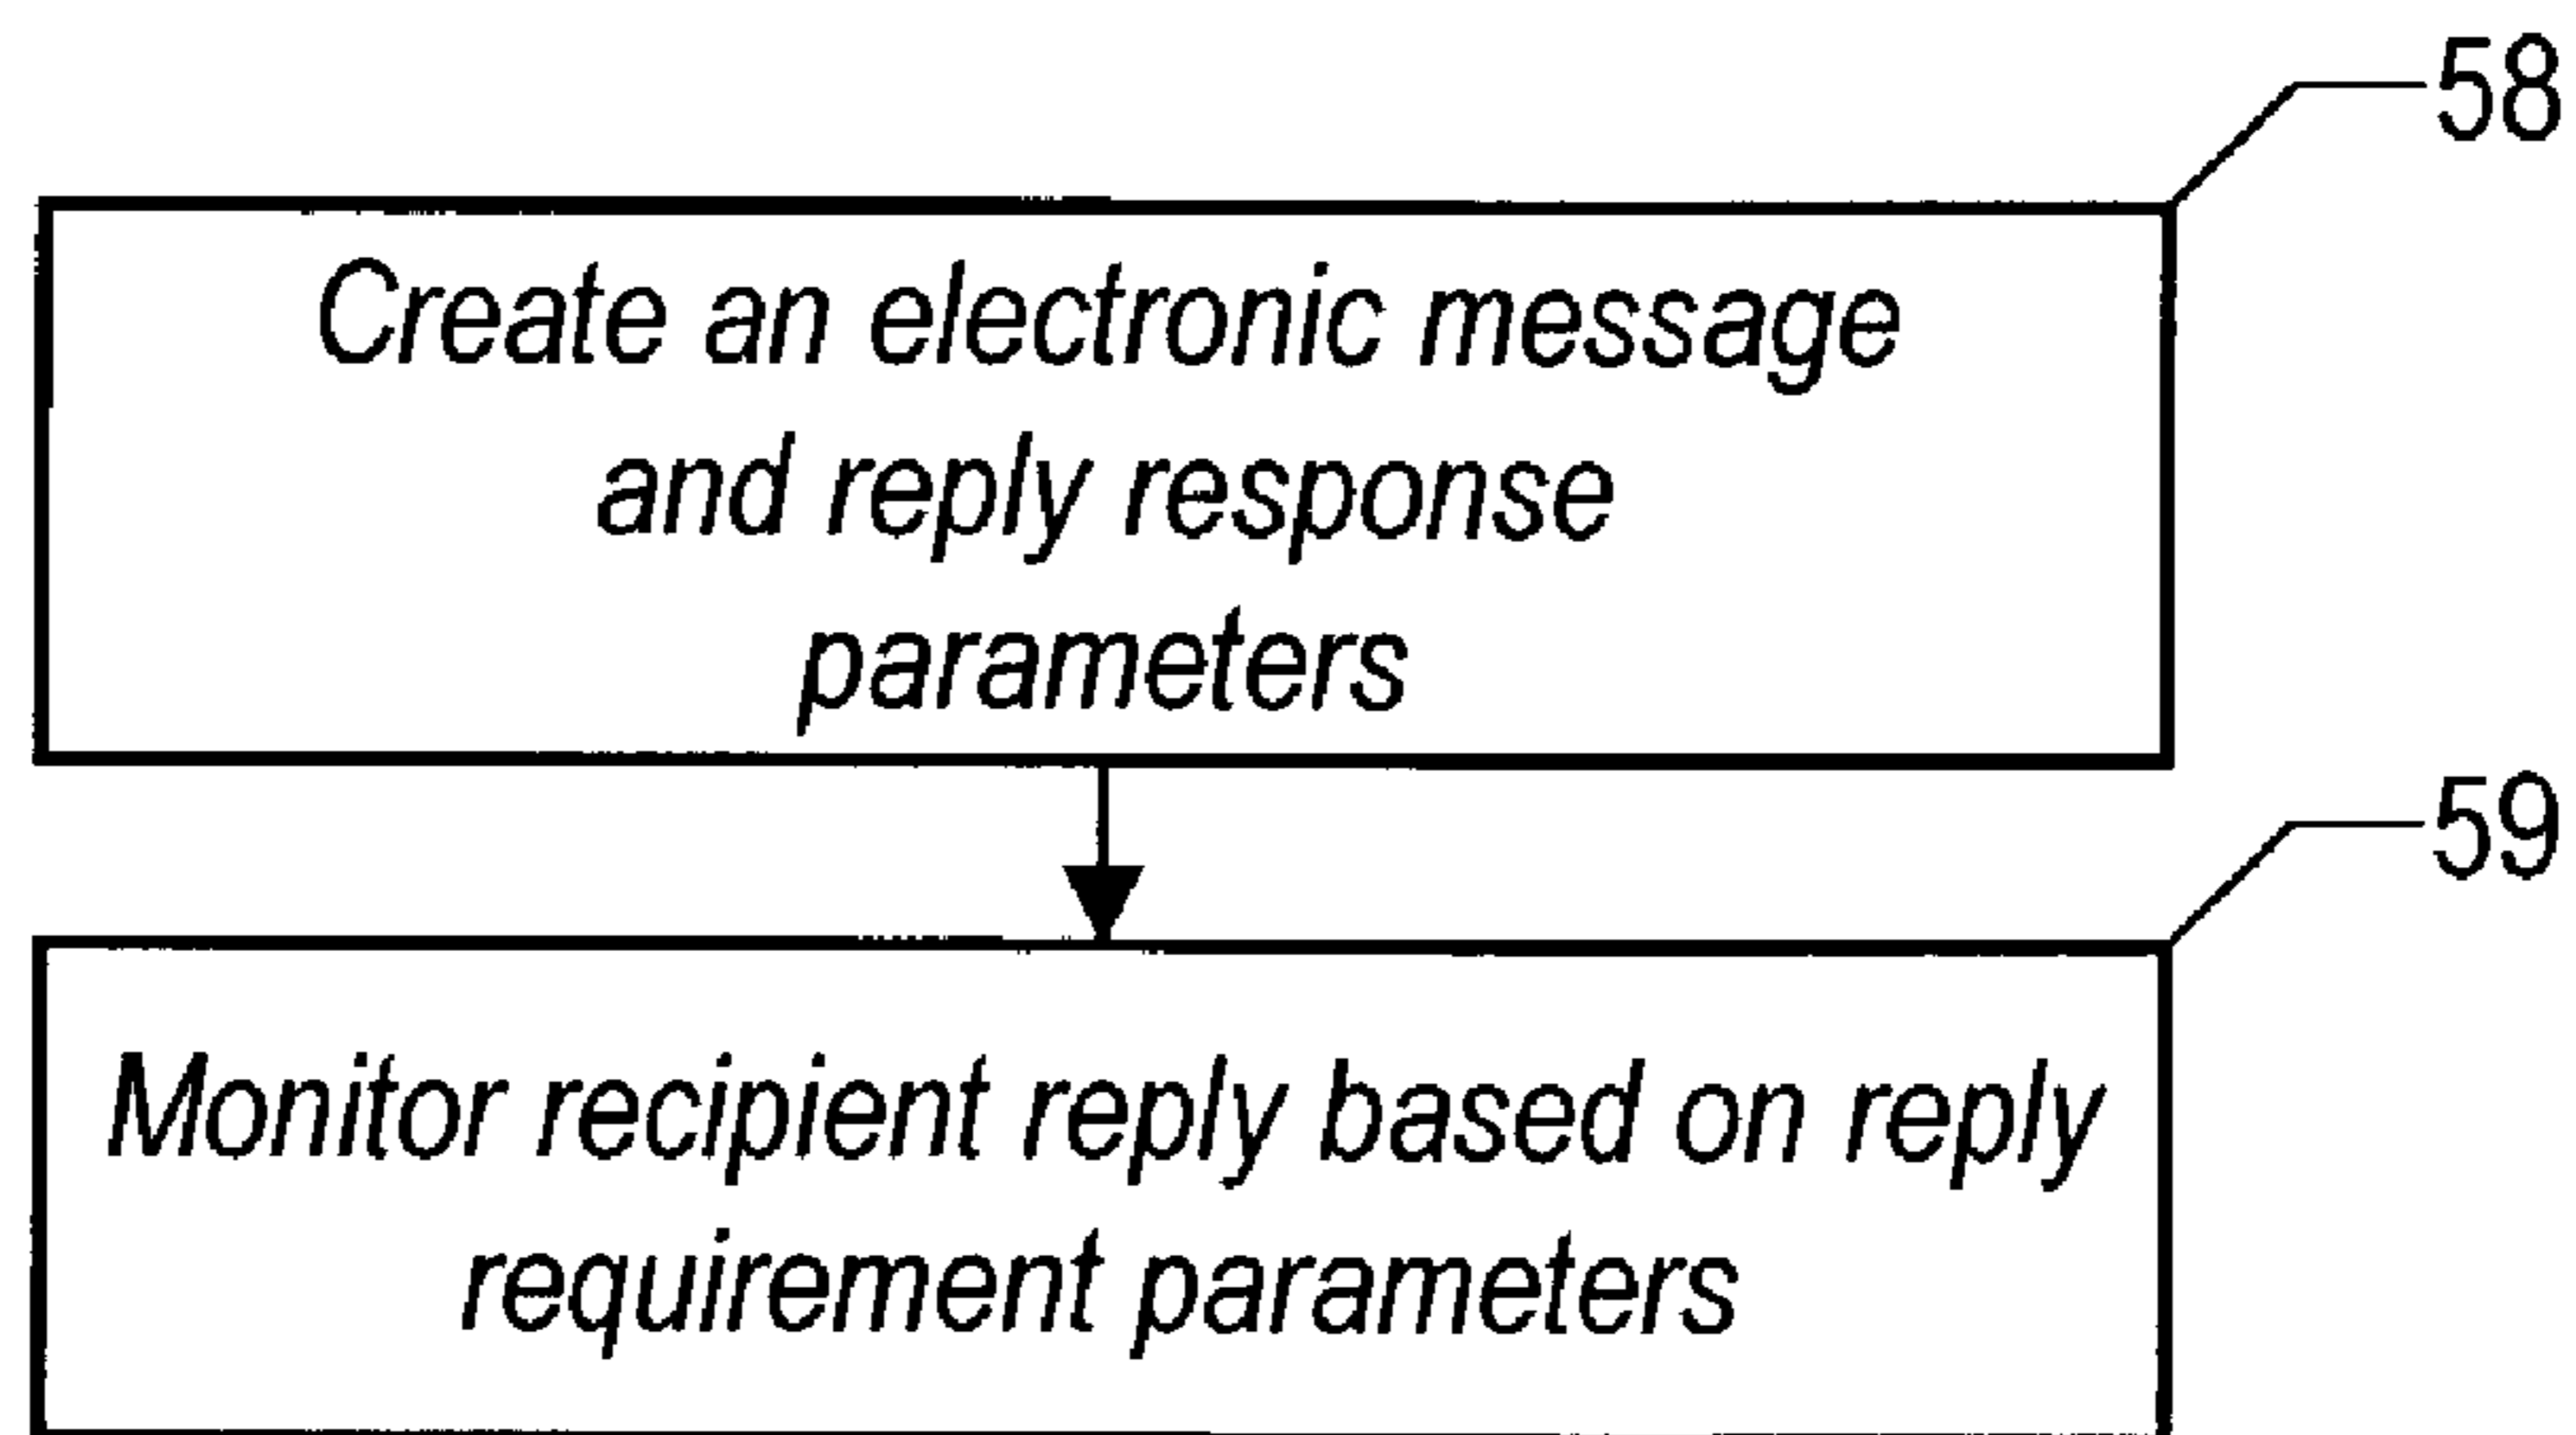 58
Create an electronic message
and reply response
parameters
59
Monitor recipient reply based on reply
requirement parameters